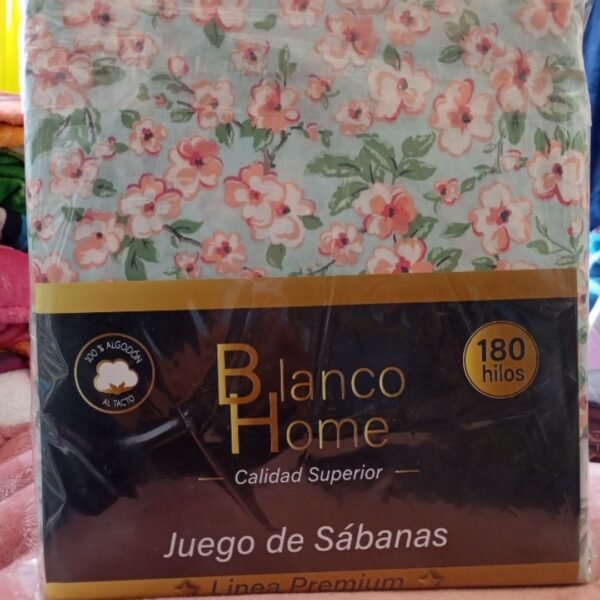 100 % ALGODÓN
AL TACTO
Blanco
Home
180
hilos
Calidad Superior
Juego de Sábanas
Linea Premium